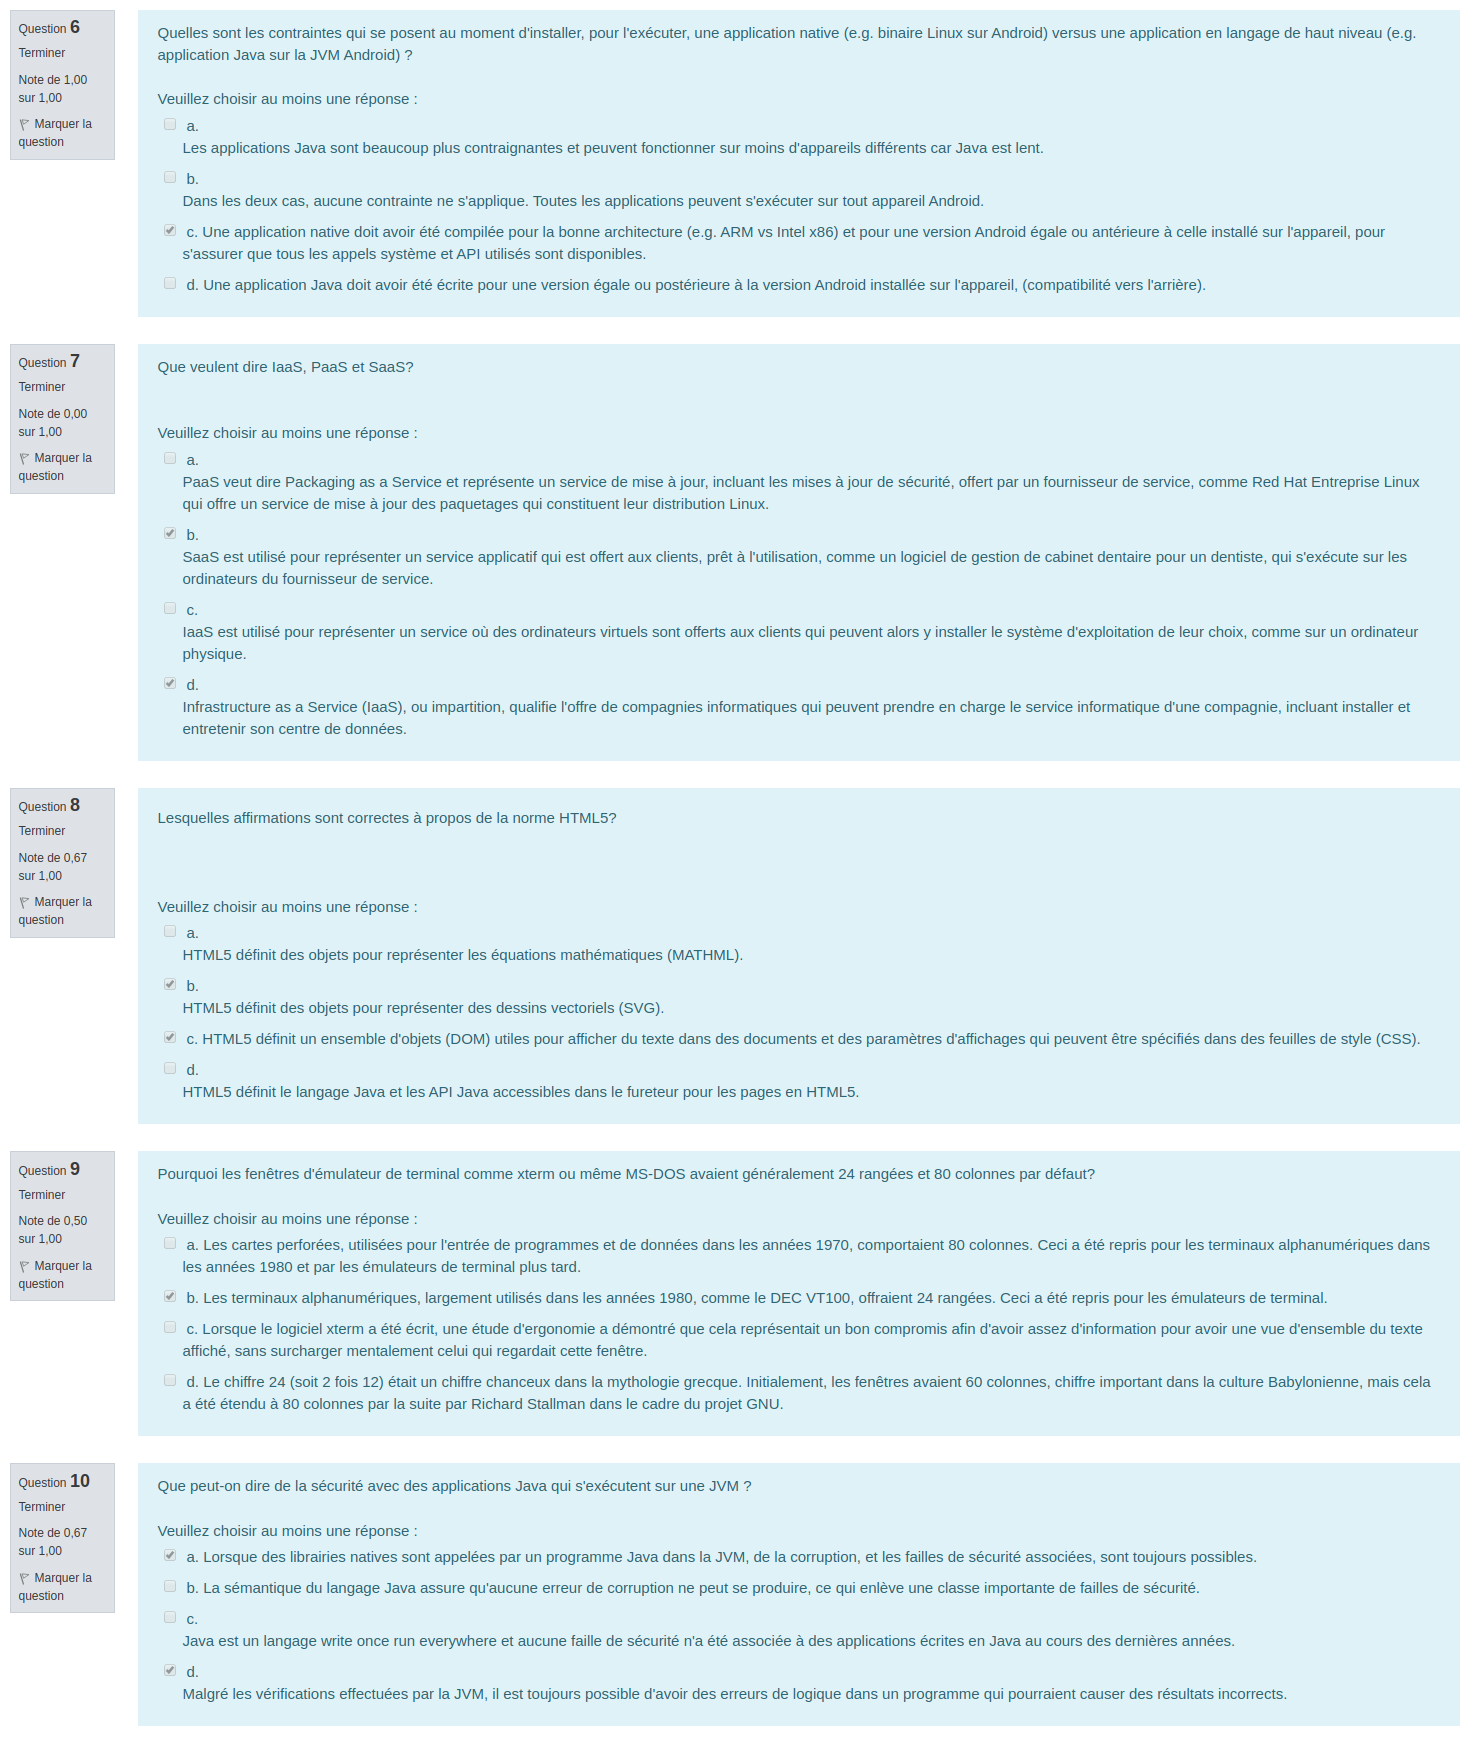 Question 6
Terminer
Note de 1,00
sur 1,00
Marquer la
question
Quelles sont les contraintes qui se posent au moment d'installer, pour l'exécuter, une application native (e.g. binaire Linux sur Android) versus une application en langage de haut niveau (e.g.
application Java sur la JVM Android) ?
Veuillez choisir au moins une réponse :
a.
Les applications Java sont beaucoup plus contraignantes et peuvent fonctionner sur moins d'appareils différents car Java est lent.
b.
Dans les deux cas, aucune contrainte ne s'applique. Toutes les applications peuvent s'exécuter sur tout appareil Android.
c. Une application native doit avoir été compilée pour la bonne architecture (e.g. ARM vs Intel x86) et pour une version Android égale ou antérieure à celle installé sur l'appareil, pour
s'assurer que tous les appels système et API utilisés sont disponibles.
d. Une application Java doit avoir été écrite pour une version égale ou postérieure à la version Android installée sur l'appareil, (compatibilité vers l'arrière).
Question 7
Terminer
Note de 0,00
sur 1,00
Marquer la
question
Que veulent dire IaaS, PaaS et SaaS?
Veuillez choisir au moins une réponse :
a.
PaaS veut dire Packaging as a Service et représente un service de mise à jour, incluant les mises à jour de sécurité, offert par un fournisseur de service, comme Red Hat Entreprise Linux
qui offre un service de mise à jour des paquetages qui constituent leur distribution Linux.
b.
SaaS est utilisé pour représenter un service applicatif qui est offert aux clients, prêt à l'utilisation, comme un logiciel de gestion de cabinet dentaire pour un dentiste, qui s'exécute sur les
ordinateurs du fournisseur de service.
c.
IaaS est utilisé pour représenter un service où des ordinateurs virtuels sont offerts aux clients qui peuvent alors y installer le système d'exploitation de leur choix, comme sur un ordinateur
physique.
d.
Infrastructure as a Service (IaaS), ou impartition, qualifie l'offre de compagnies informatiques qui peuvent prendre en charge le service informatique d'une compagnie, incluant installer et
entretenir son centre de données.
Question 8
Terminer
Note de 0,67
sur 1,00
Marquer la
question
Lesquelles affirmations sont correctes à propos de la norme HTML5?
Veuillez choisir au moins une réponse :
a.
HTML5 définit des objets pour représenter les équations mathématiques (MATHML).
b.
HTML5 définit des objets pour représenter des dessins vectoriels (SVG).
c. HTML5 définit un ensemble d'objets (DOM) utiles pour afficher du texte dans des documents et des paramètres d'affichages qui peuvent être spécifiés dans des feuilles de style (CSS).
d.
HTML5 définit le langage Java et les API Java accessibles dans le fureteur pour les pages en HTML5.
Question 9
Terminer
Note de 0,50
sur 1,00
Marquer la
question
Pourquoi les fenêtres d'émulateur de terminal comme xterm ou même MS-DOS avaient généralement 24 rangées et 80 colonnes par défaut?
Veuillez choisir au moins une réponse :
a. Les cartes perforées, utilisées pour l'entrée de programmes et de données dans les années 1970, comportaient 80 colonnes. Ceci a été repris pour les terminaux alphanumériques dans
les années 1980 et par les émulateurs de terminal plus tard.
b. Les terminaux alphanumériques, largement utilisés dans les années 1980, comme le DEC VT100, offraient 24 rangées. Ceci a été repris pour les émulateurs de terminal.
c. Lorsque le logiciel xterm a été écrit, une étude d'ergonomie a démontré que cela représentait un bon compromis afin d'avoir assez d'information pour avoir une vue d'ensemble du texte
affiché, sans surcharger mentalement celui qui regardait cette fenêtre.
d. Le chiffre 24 (soit 2 fois 12) était un chiffre chanceux dans la mythologie grecque. Initialement, les fenêtres avaient 60 colonnes, chiffre important dans la culture Babylonienne, mais cela
a été étendu à 80 colonnes par la suite par Richard Stallman dans le cadre du projet GNU.
Question 10
Terminer
Note de 0,67
sur 1,00
Marquer la
question
Que peut-on dire de la sécurité avec des applications Java qui s'exécutent sur une JVM ?
Veuillez choisir au moins une réponse :
a. Lorsque des librairies natives sont appelées par un programme Java dans la JVM, de la corruption, et les failles de sécurité associées, sont toujours possibles.
b. La sémantique du langage Java assure qu'aucune erreur de corruption ne peut se produire, ce qui enlève une classe importante de failles de sécurité.
c.
Java est un langage write once run everywhere et aucune faille de sécurité n'a été associée à des applications écrites en Java au cours des dernières années.
d.
Malgré les vérifications effectuées par la JVM, il est toujours possible d'avoir des erreurs de logique dans un programme qui pourraient causer des résultats incorrects.